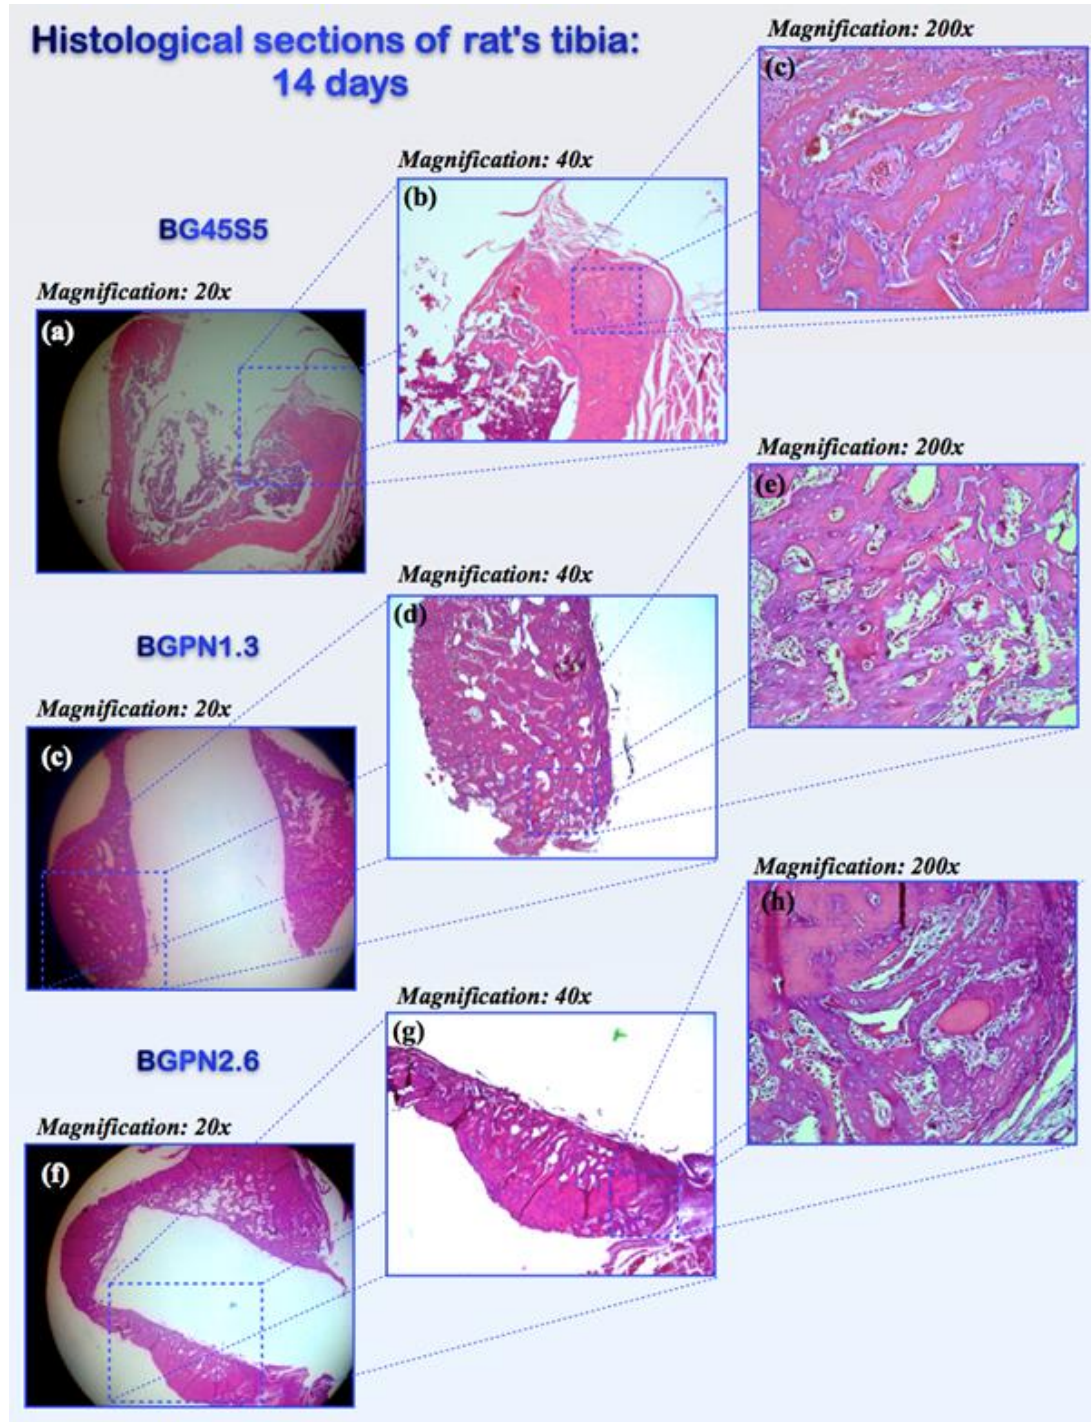 Histological sections of rat's tibia:
14 days
Magnification: 200x
(c)
Magnification: 40x
(b)
BG45S5
Magnification: 20x
(a)
Magnification: 200x
(e)
Magnification: 40x
(d)
BGPN1.3
Magnification: 20x
(c)
Magnification: 200x
(h)
Magnification: 40x
(g)
BGPN2.6
Magnification: 20x
(f)